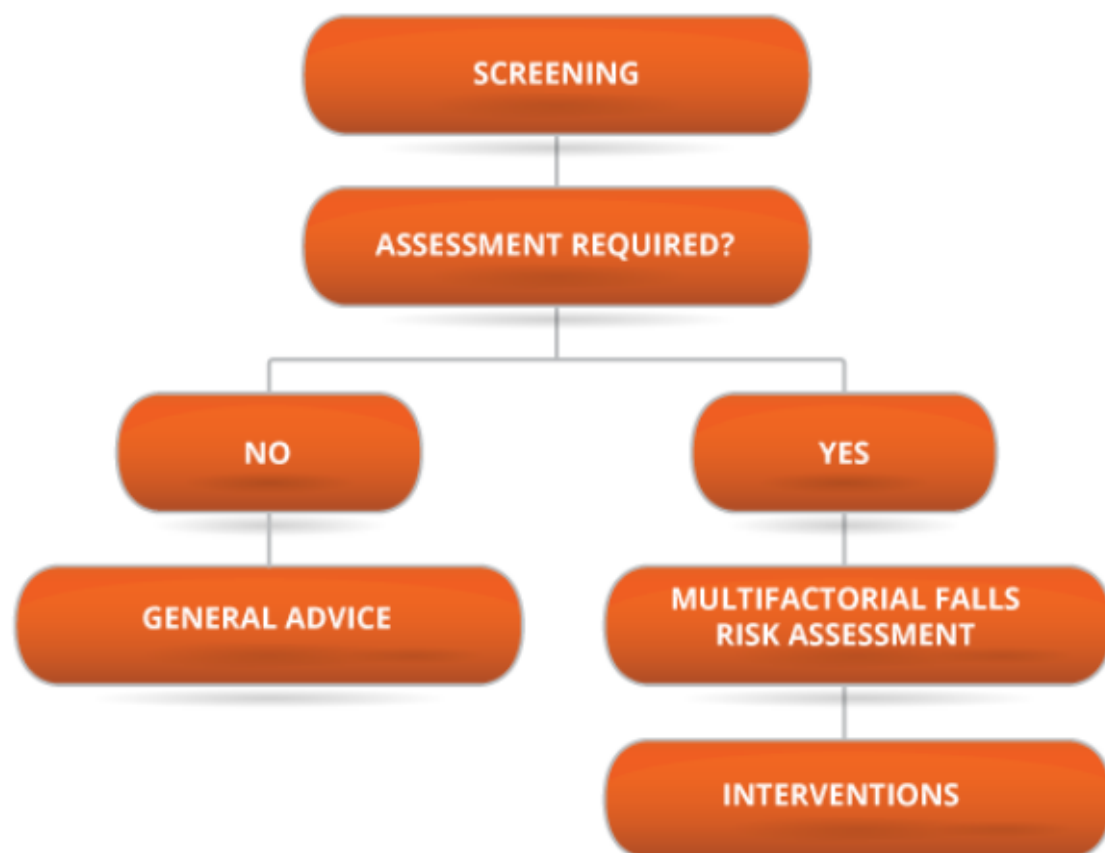 SCREENING
ASSESSMENT REQUIRED?
NO
YES
GENERAL ADVICE
MULTIFACTORIAL FALLS
RISK ASSESSMENT
INTERVENTIONS